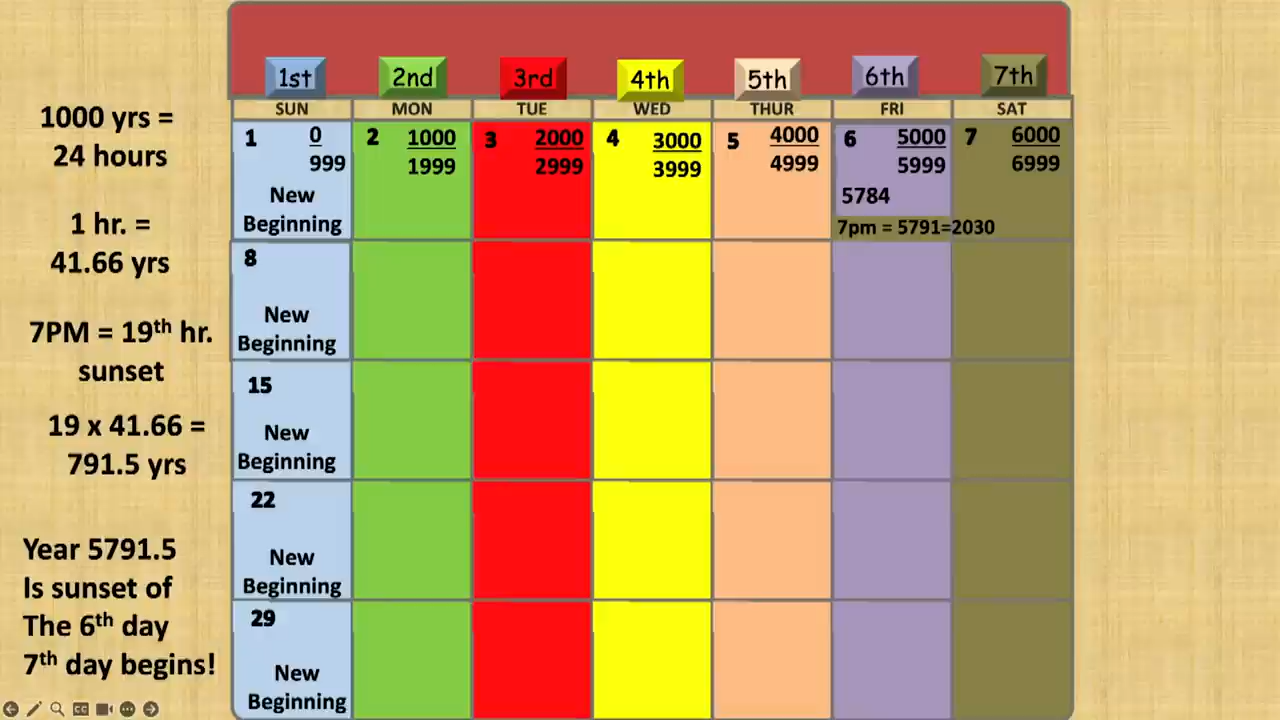 1st 2nd 3rd 4th 5th 6th 7th
SUN MON TUE WED THUR FRI SAT
1000 yrs =
24 hours
1 hr. =
41.66 yrs
7PM = 19th hr.
sunset
19 x 41.66 =
791.5 yrs
Year 5791.5
Is sunset of
The 6th day
7th day begins!
1 0
999
New
Beginning
2 1000
1999
3 2000
2999
4 3000
3999
5 4000
4999
6 5000
5999
5784
7pm = 5791=2030
7 6000
6999
8
New
Beginning
15
New
Beginning
22
New
Beginning
29
New
Beginning
CC